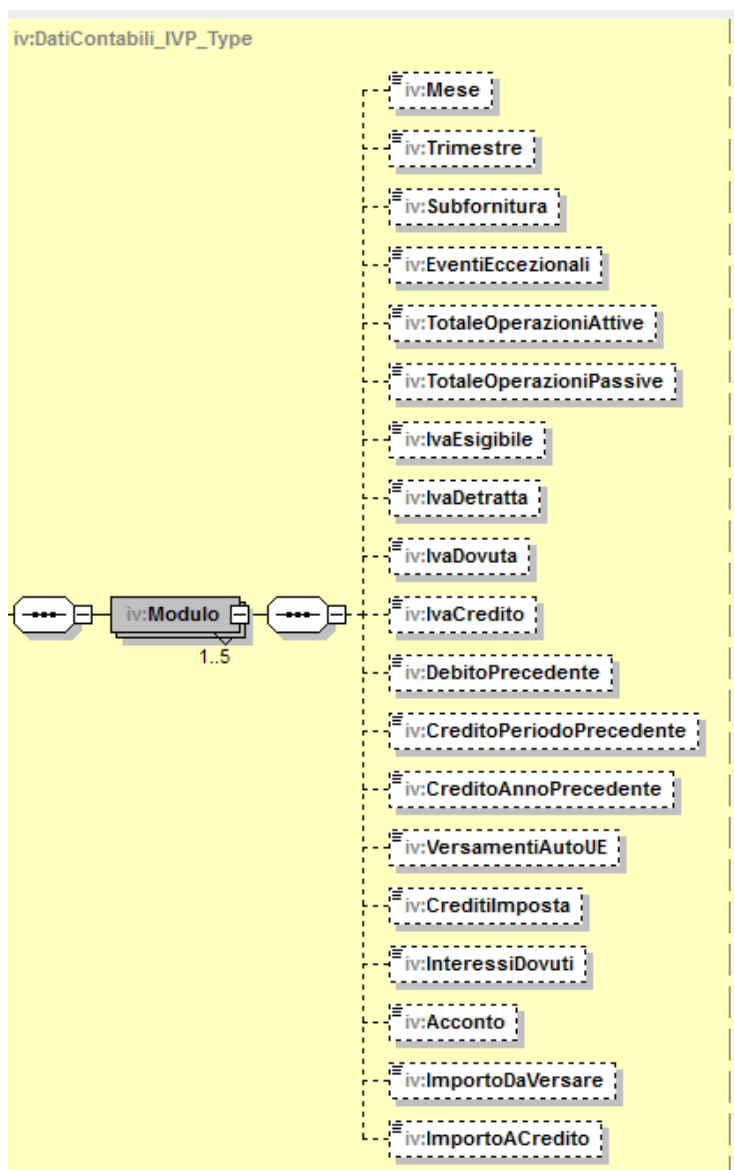 iv:DatiContabili_IVP_Type
iv:Mese
iv:Trimestre
iv:Subfornitura
iv:EventiEccezionali
iv:TotaleOperazioniAttive
iv:TotaleOperazioniPassive
iv:IvaEsigibile
iv:IvaDetratta
iv:IvaDovuta
iv:Modulo
1..5
iv:IvaCredito
iv:DebitoPrecedente
iv:CreditoPeriodoPrecedente
iv:CreditoAnnoPrecedente
iv:VersamentiAutoUE
iv:CreditiImposta
iv:InteressiDovuti
iv:Acconto
iv:ImportoDaVersare
iv:ImportoACredito